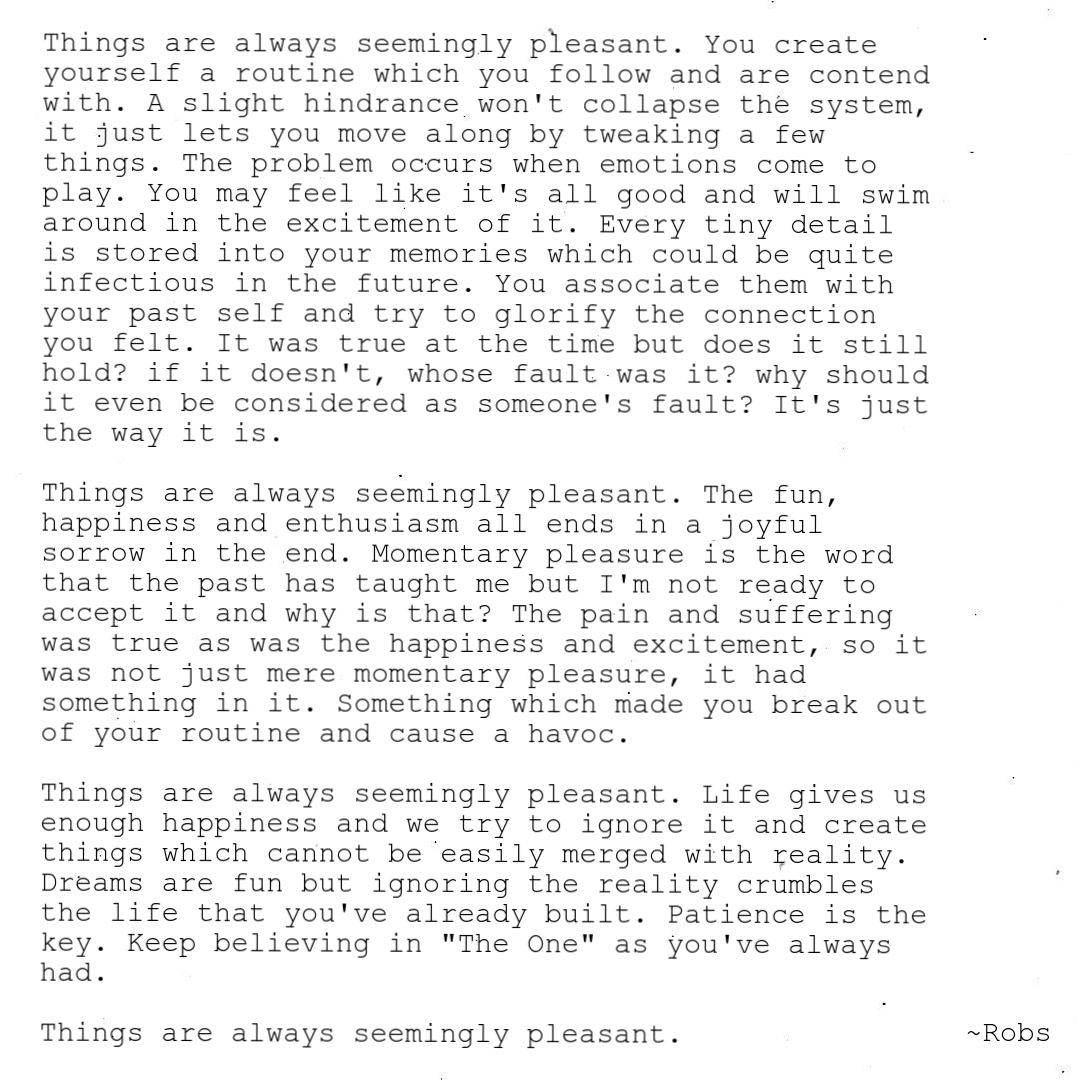 Things are always seemingly pleasant. You create
yourself a routine which you follow and are contend
with. A slight hindrance won't collapse the system,
it just lets you move along by tweaking a few
things. The problem occurs when emotions come to
play. You may feel like it's all good and will swim
around in the excitement of it. Every tiny detail
is stored into your memories which could be quite
infectious in the future. You associate them with
your past self and try to glorify the connection
you felt. It was true at the time but does it still
hold? if it doesn't, whose fault was it? why should
it even be considered as someone's fault? It's just
the way it is.

Things are always seemingly pleasant. The fun,
happiness and enthusiasm all ends in a joyful
sorrow in the end. Momentary pleasure is the word
that the past has taught me but I'm not ready to
accept it and why is that? The pain and suffering
was true as was the happiness and excitement, so it
was not just mere momentary pleasure, it had
something in it. Something which made you break out
of your routine and cause a havoc.

Things are always seemingly pleasant. Life gives us
enough happiness and we try to ignore it and create
things which cannot be easily merged with reality.
Dreams are fun but ignoring the reality crumbles
the life that you've already built. Patience is the
key. Keep believing in "The One" as you've always
had.

Things are always seemingly pleasant. ~Robs